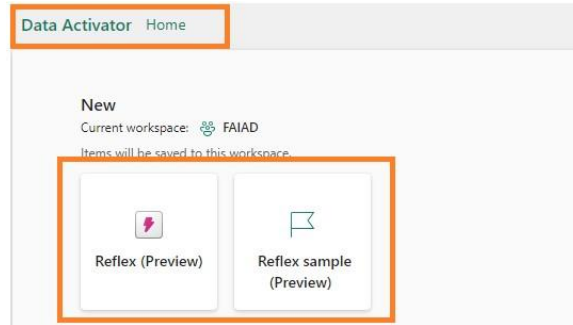 Data Activator Home
New
Current workspace: FAIAD
Items will be saved to this workspace.
Reflex (Preview)
Reflex sample
(Preview)